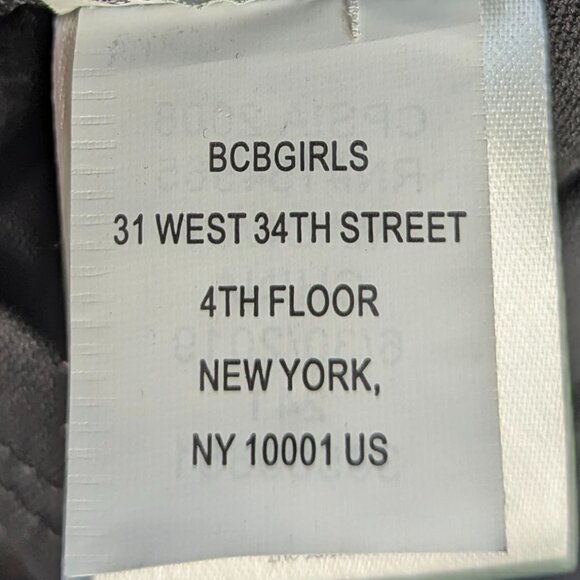 BCBGIRLS
31 WEST 34TH STREET
4TH FLOOR
NEW YORK,
NY 10001 US